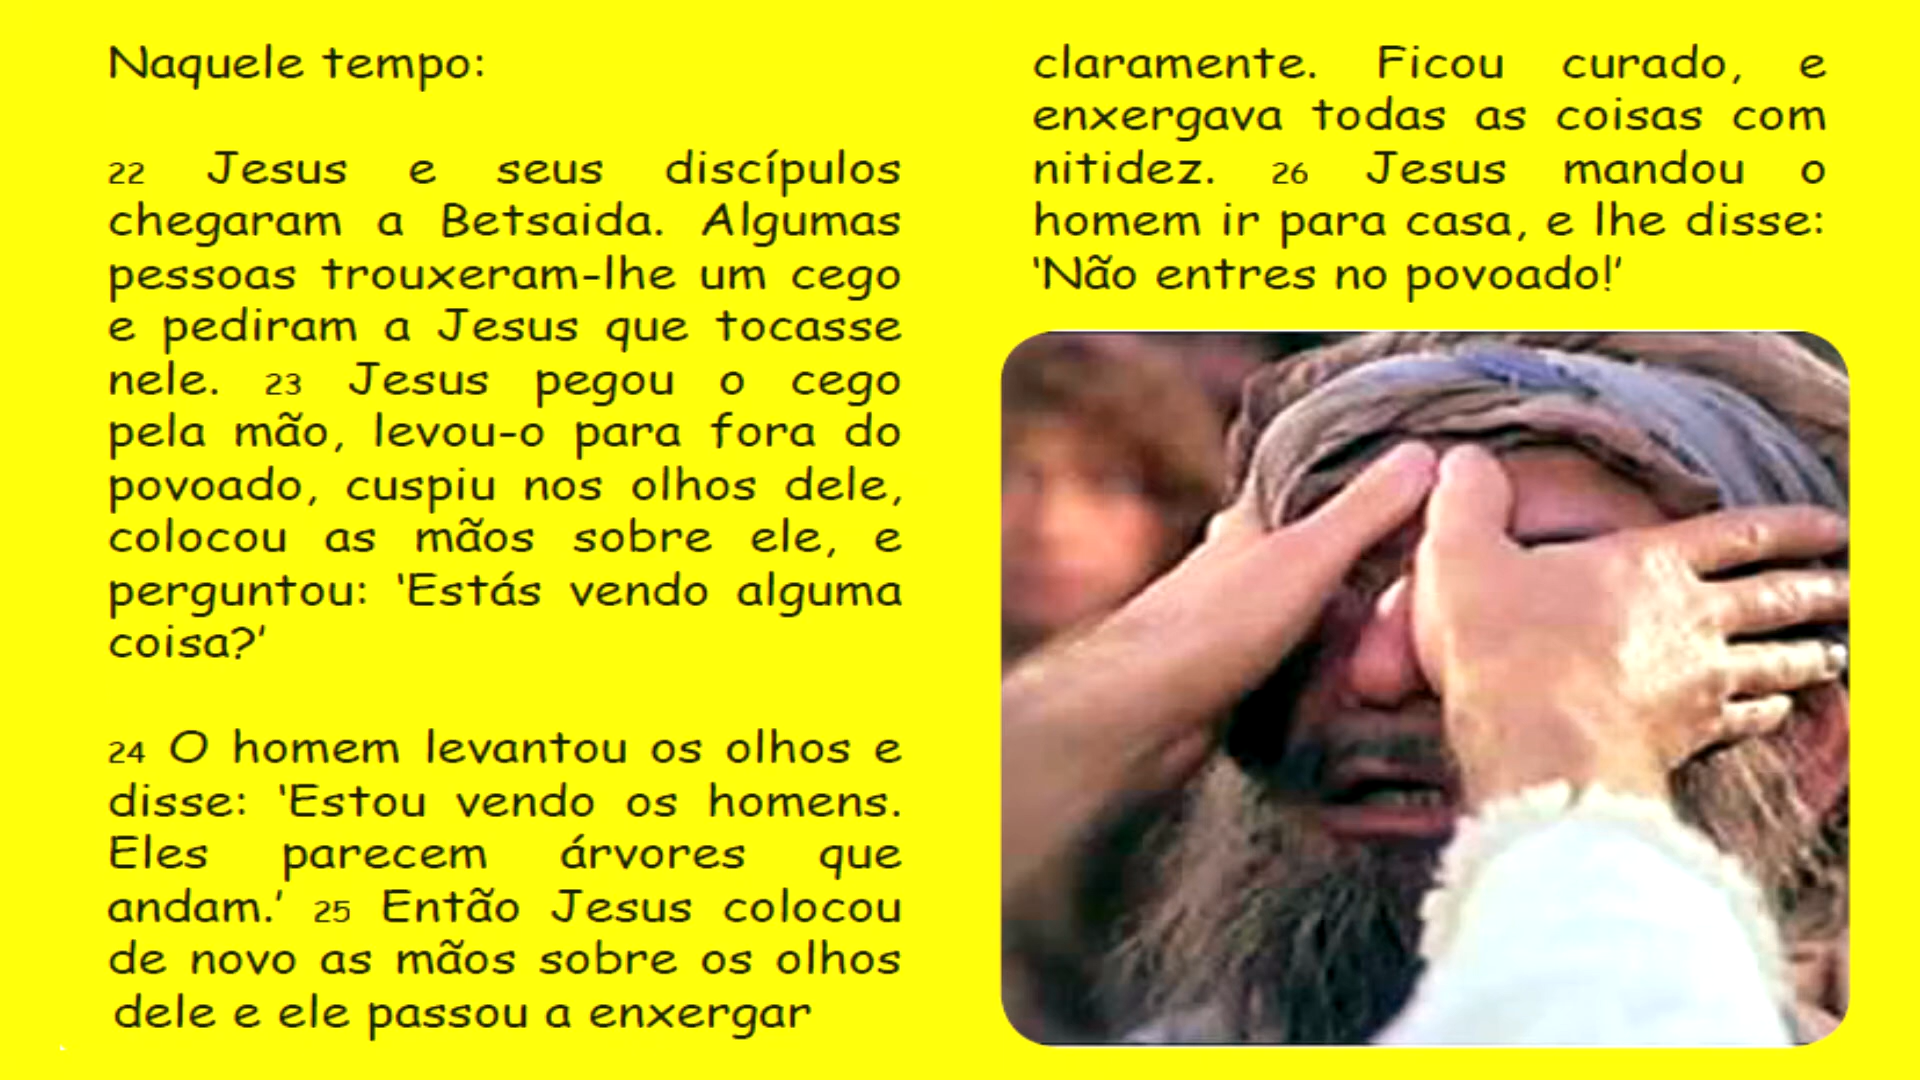 Naquele tempo:
22 Jesus e seus discípulos
chegaram a Betsaida. Algumas
pessoas trouxeram-lhe um cego
e pediram a Jesus que tocasse
nele. 23 Jesus pegou o cego
pela mão, levou-o para fora do
povoado, cuspiu nos olhos dele,
colocou as mãos sobre ele, e
perguntou: 'Estás vendo alguma
coisa?'
24 O homem levantou os olhos e
disse: 'Estou vendo os homens.
Eles parecem árvores que
andam.' 25 Então Jesus colocou
de novo as mãos sobre os olhos
dele e ele passou a enxergar
claramente. Ficou curado, e
enxergava todas as coisas com
nitidez. 26 Jesus mandou o
homem ir para casa, e lhe disse:
'Não entres no povoado!'